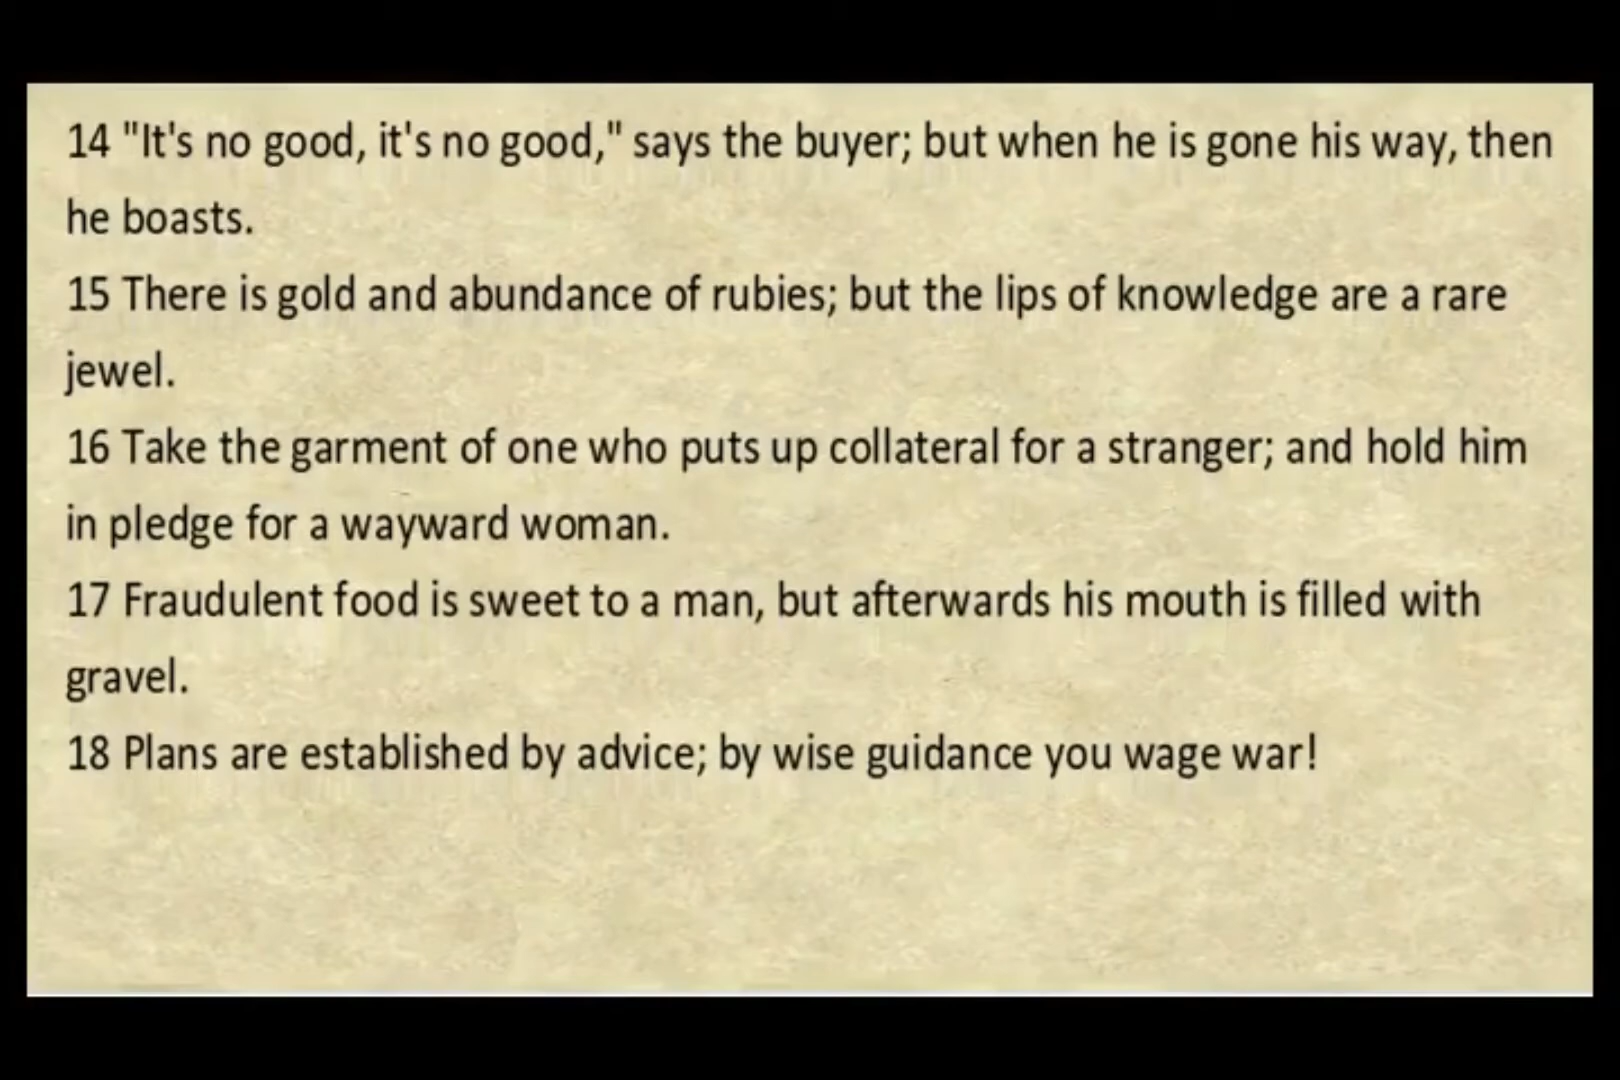 14 "It's no good, it's no good," says the buyer; but when he is gone his way, then
he boasts.
15 There is gold and abundance of rubies; but the lips of knowledge are a rare
jewel.
16 Take the garment of one who puts up collateral for a stranger; and hold him
in pledge for a wayward woman.
17 Fraudulent food is sweet to a man, but afterwards his mouth is filled with
gravel.
18 Plans are established by advice; by wise guidance you wage war!